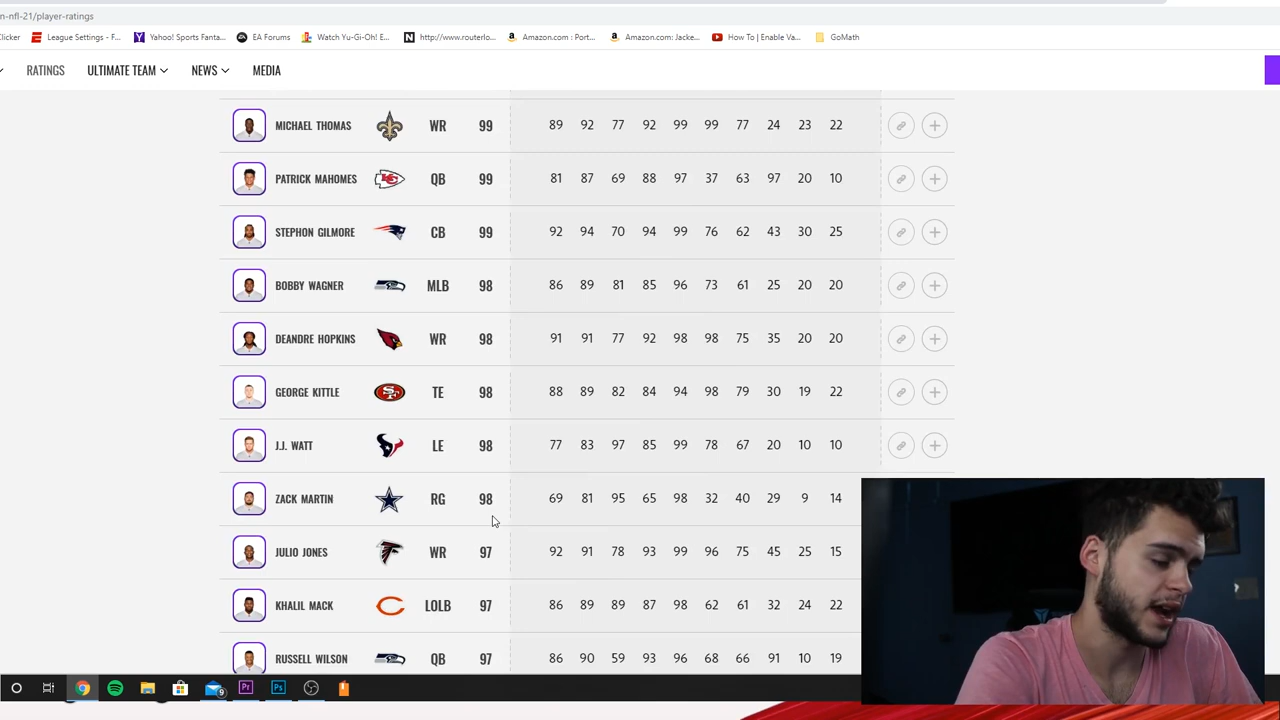 n-nfl-21/player-ratings
licker League Settings - F... Yahoo! Sports Fanta... EA Forums Watch Yu-Gi-Oh! E... http://www.routerlo... Amazon.com : Port... Amazon.com: Jacke... How To | Enable Va... GoMath
RATINGS ULTIMATE TEAM NEWS MEDIA
MICHAEL THOMAS WR 99 89 92 77 92 99 99 77 24 23 22
PATRICK MAHOMES QB 99 81 87 69 88 97 37 63 97 20 10
STEPHON GILMORE CB 99 92 94 70 94 99 76 62 43 30 25
BOBBY WAGNER MLB 98 86 89 81 85 96 73 61 25 20 20
DEANDRE HOPKINS WR 98 91 91 77 92 98 98 75 35 20 20
GEORGE KITTLE TE 98 88 89 82 84 94 98 79 30 19 22
J.J. WATT LE 98 77 83 97 85 99 78 67 20 10 10
ZACK MARTIN RG 98 69 81 95 65 98 32 40 29 9 14
JULIO JONES WR 97 92 91 78 93 99 96 75 45 25 15
KHALIL MACK LOLB 97 86 89 89 87 98 62 61 32 24 22
RUSSELL WILSON QB 97 86 90 59 93 96 68 66 91 10 19
9 Pr Ps